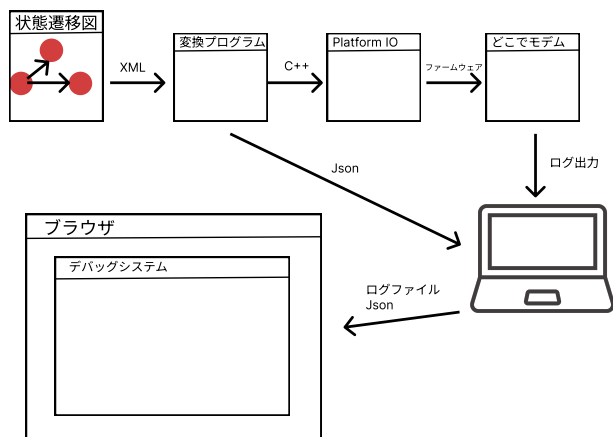 状態遷移図
XML
変換プログラム
C++
Platform IO
ファームウェア
どこでモデム
Json
ログ出力
ブラウザ
デバッグシステム
ログファイル
Json